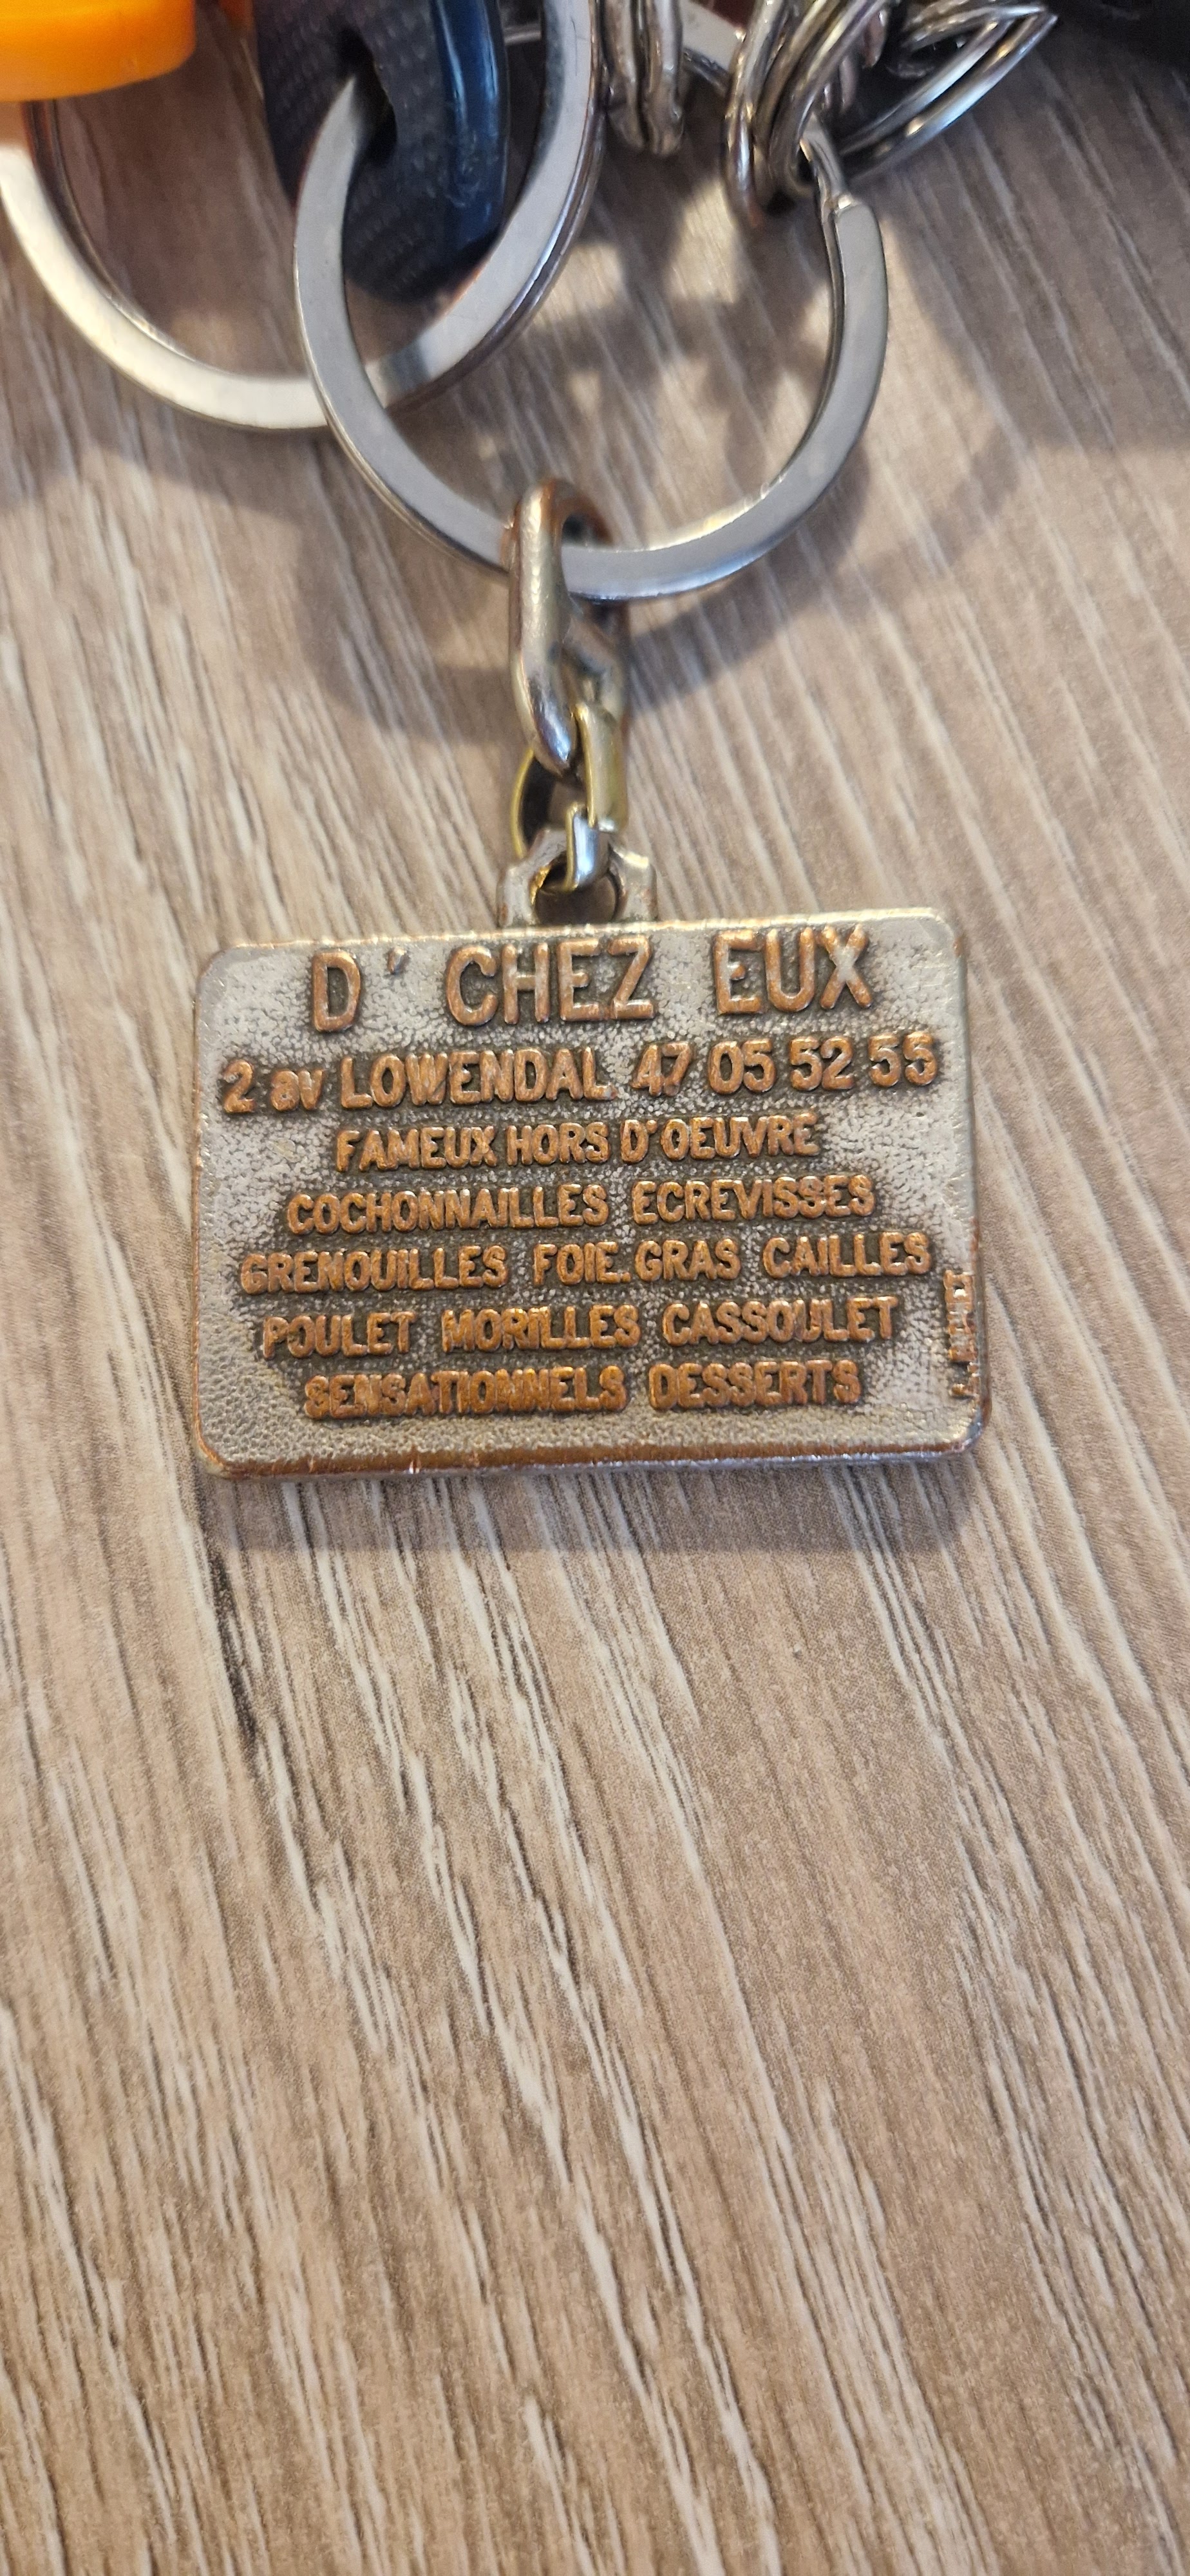 D' CHEZ EUX
2 av LOWENDAL 47 05 52 55
FAMEUX HORS D'OEUVRE
COCHONNAILLES ECREVISSES
GRENOUILLES FOIE.GRAS CAILLES
POULET MORILLES CASSOULET
SENSATIONNELS DESSERTS